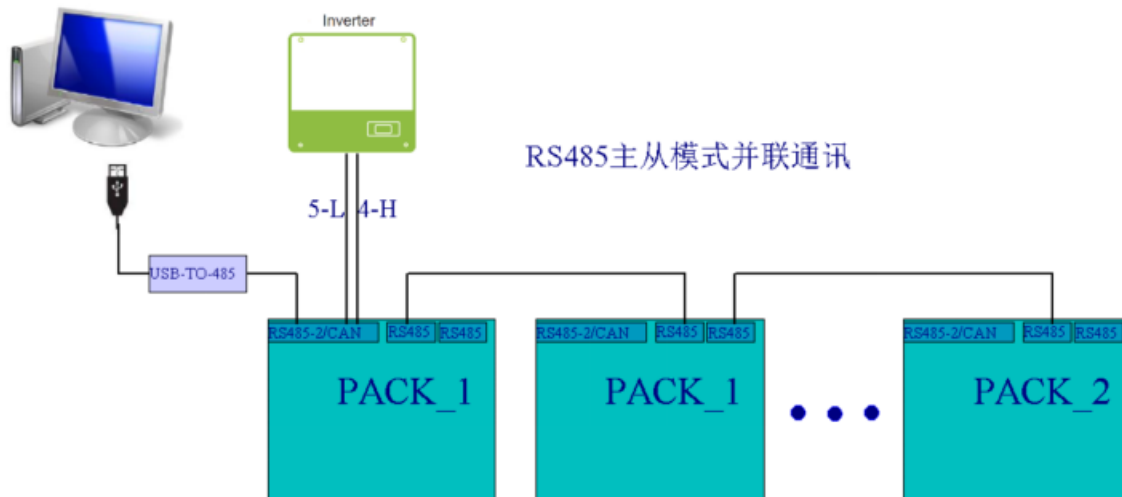 Inverter
RS485主从模式并联通讯
5-L 4-H
USB-TO-485
RS485-2/CAN RS485 RS485
RS485-2/CAN RS485 RS485
RS485-2/CAN RS485 RS485
PACK_1
PACK_1
PACK_2